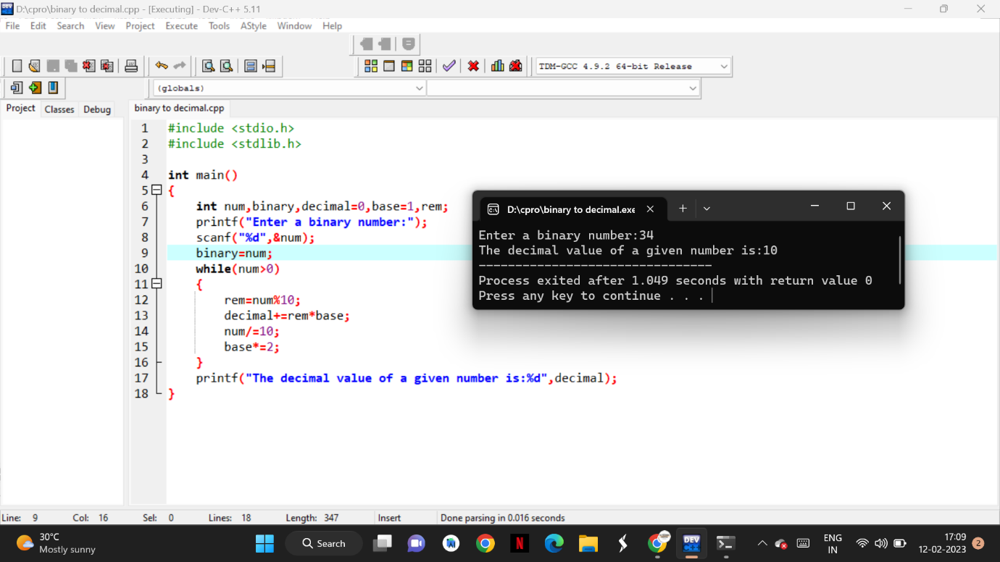 D:\cpro\binary to decimal.cpp - [Executing] - Dev-C++ 5.11
File Edit Search View Project Execute Tools AStyle Window Help
TDM-GCC 4.9.2 64-bit Release
(globals)
Project Classes Debug
binary to decimal.cpp
1 #include <stdio.h>
2 #include <stdlib.h>
3
4 int main()
5 {
6 int num,binary,decimal=0,base=1,rem;
7 printf("Enter a binary number:");
8 scanf("%d",&num);
9 binary=num;
10 while(num>0)
11 {
12 rem=num%10;
13 decimal+=rem*base;
14 num/=10;
15 base*=2;
16 }
17 printf("The decimal value of a given number is:%d",decimal);
18 }
D:\cpro\binary to decimal.exe
Enter a binary number:34
The decimal value of a given number is:10
--------------------------------
Process exited after 1.049 seconds with return value 0
Press any key to continue . . .
Line: 9 Col: 16 Sel: 0 Lines: 18 Length: 347 Insert Done parsing in 0.016 seconds
30°C
Mostly sunny
Search
N
DEV
C++
ENG
IN
17:09
12-02-2023
2